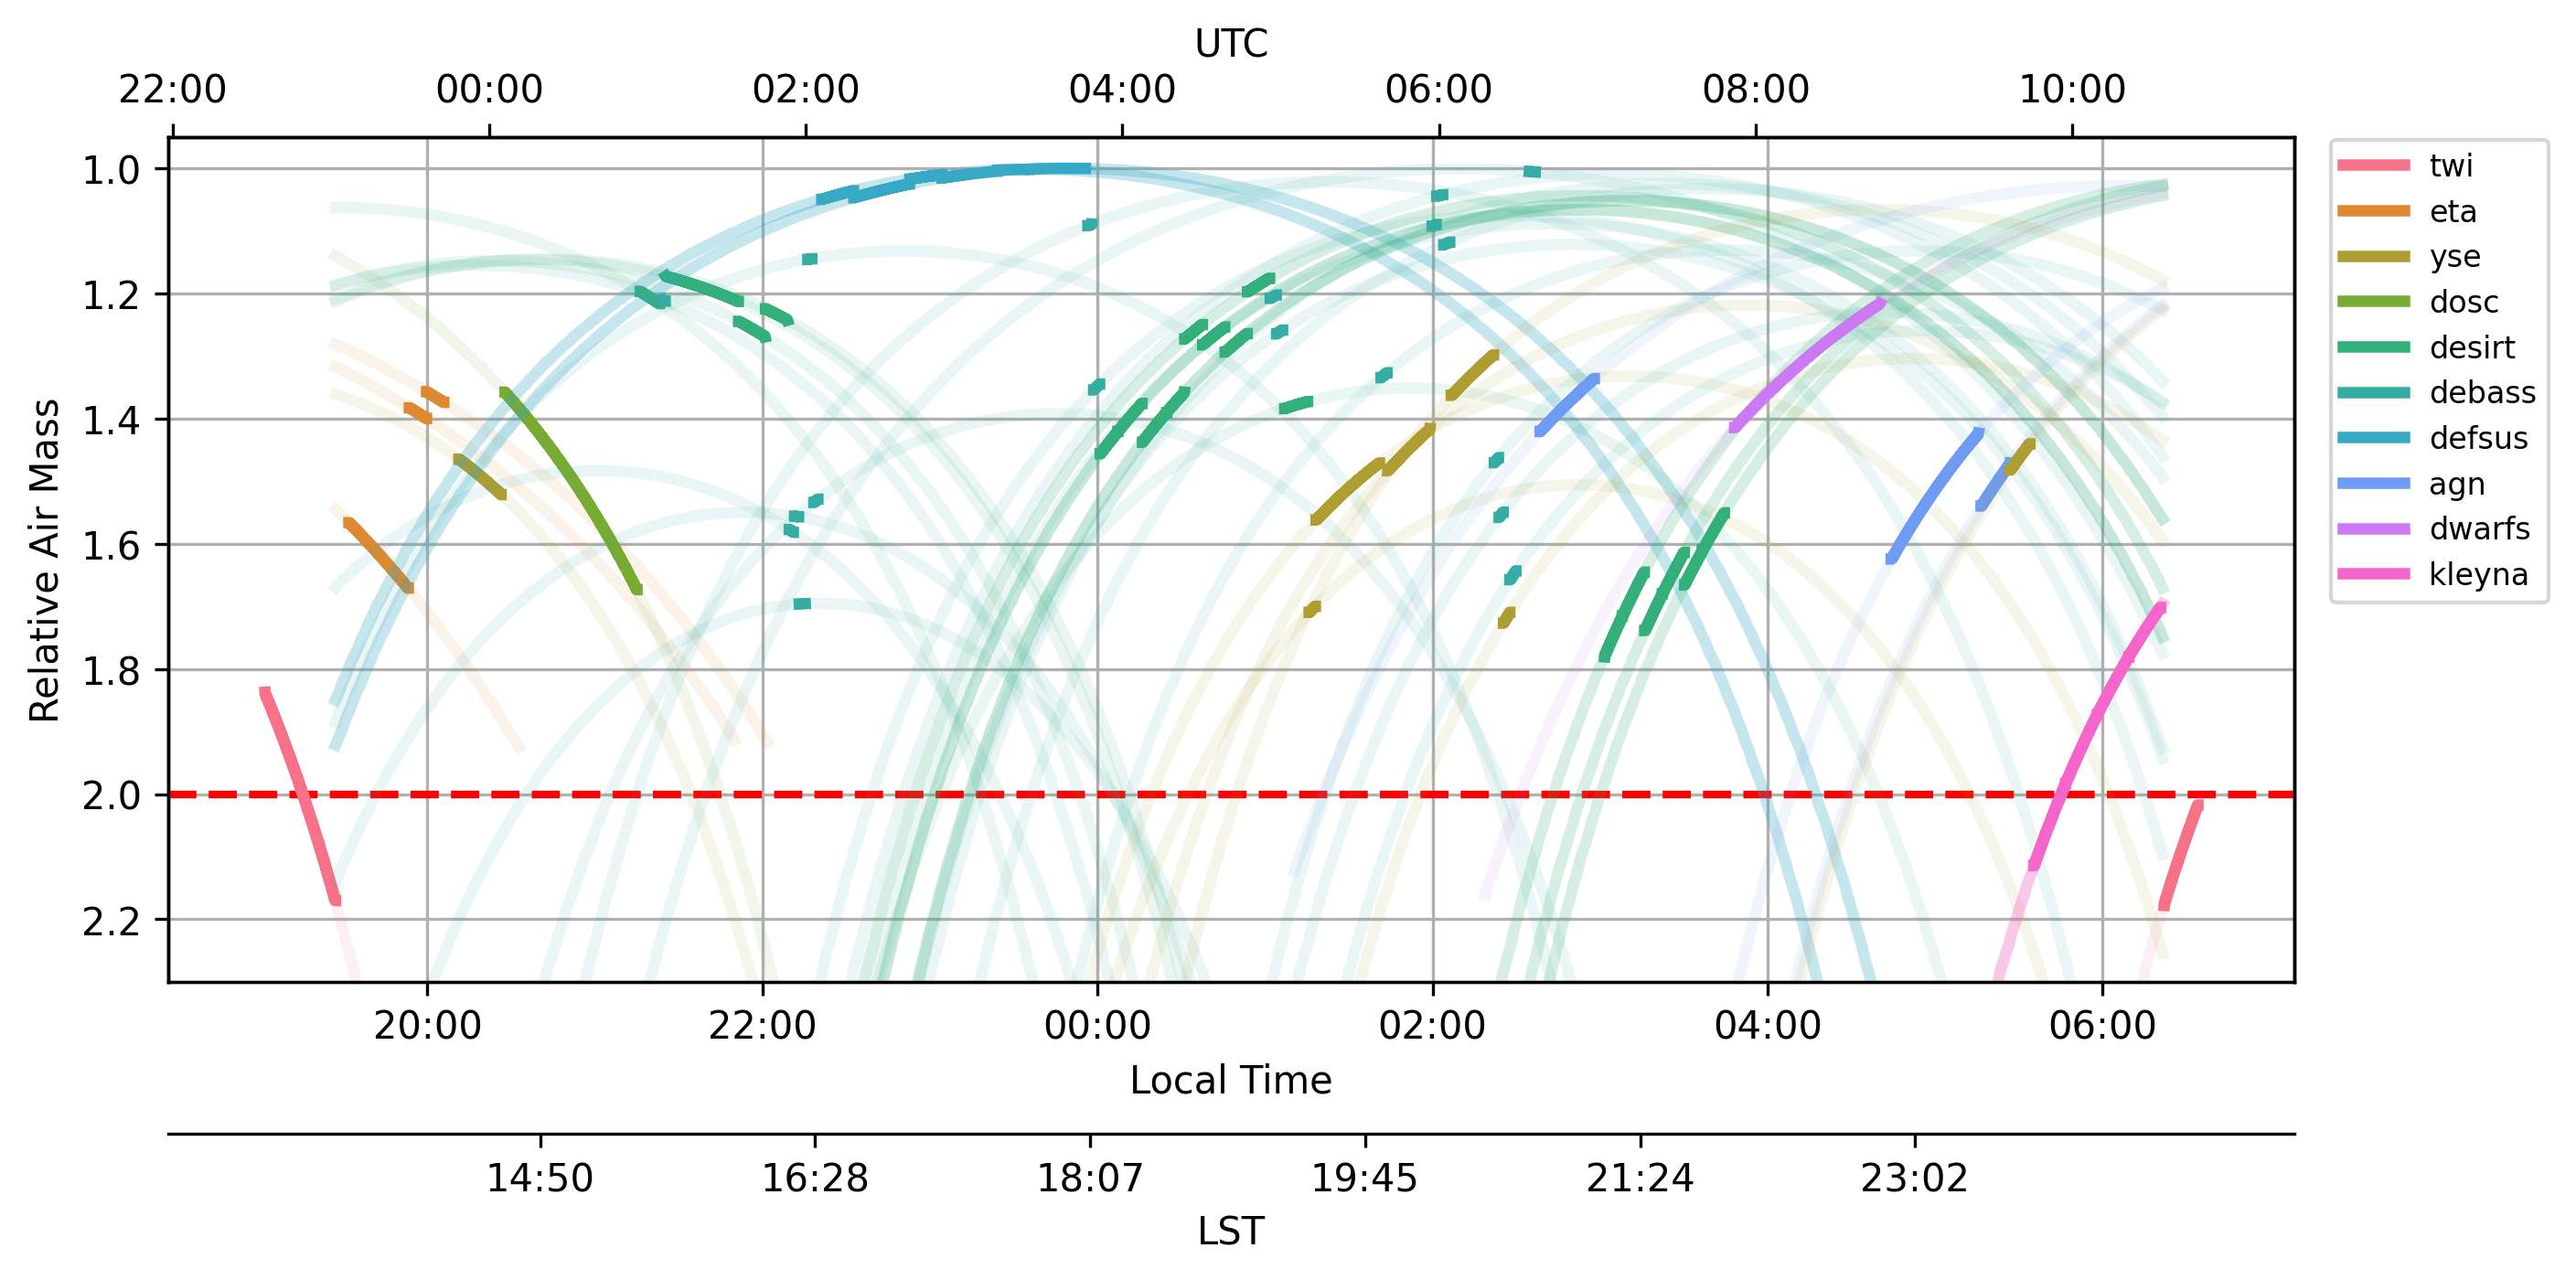 UTC
22:00 00:00 02:00 04:00 06:00 08:00 10:00
Relative Air Mass
1.0
1.2
1.4
1.6
1.8
2.0
2.2
twi
eta
yse
dosc
desirt
debass
defsus
agn
dwarfs
kleyna
20:00 22:00 00:00 02:00 04:00 06:00
Local Time
14:50 16:28 18:07 19:45 21:24 23:02
LST